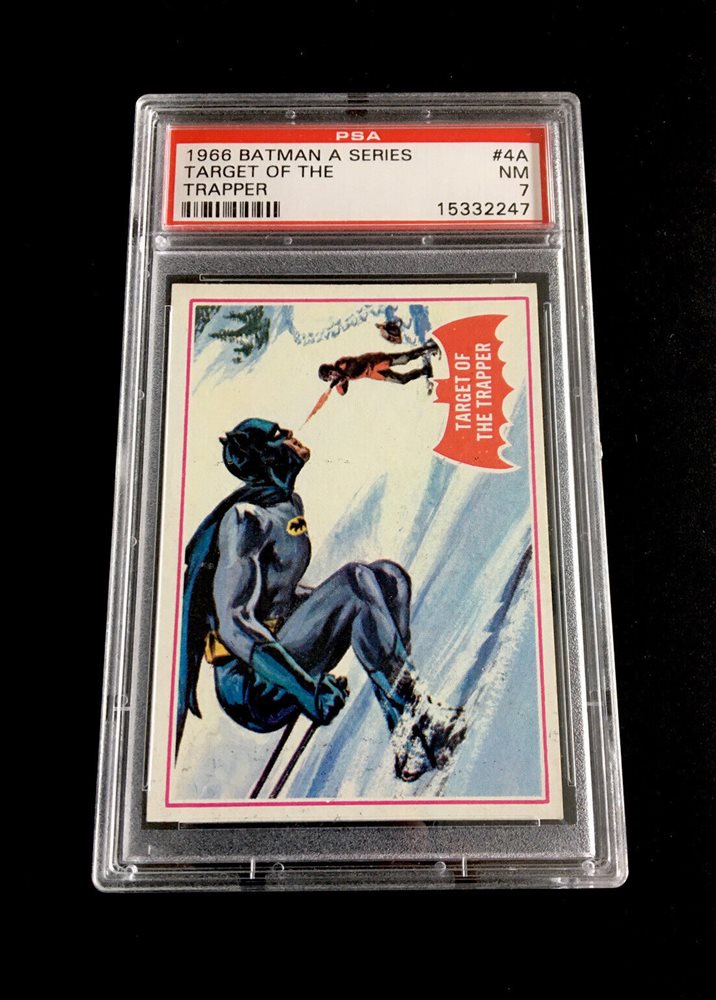 PSA
1966 BATMAN A SERIES #4A
TARGET OF THE NM
TRAPPER 7
15332247
TARGET OF
THE TRAPPER